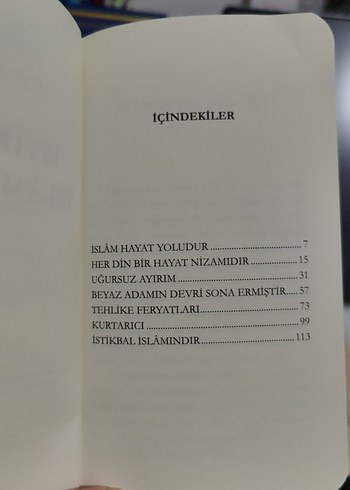 İÇİNDEKİLER
İSLÂM HAYAT YOLUDUR 7
HER DİN BİR HAYAT NİZAMIDIR 15
UĞURSUZ AYIRIM 31
BEYAZ ADAMIN DEVRİ SONA ERMİŞTİR..... 57
TEHLİKE FERYATLARI 73
KURTARICI 99
İSTİKBAL İSLÂMINDIR 113